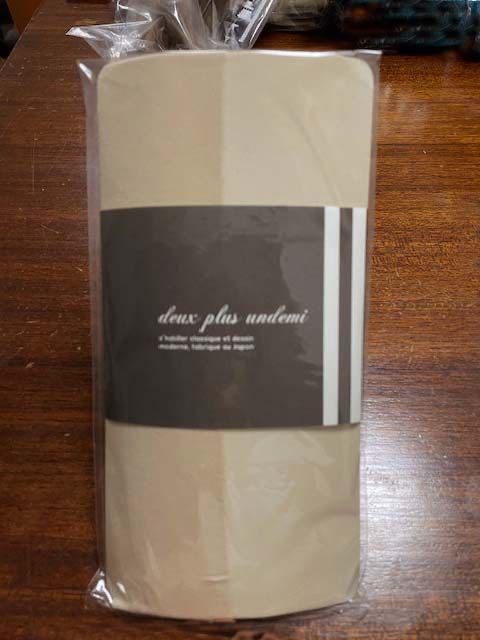 deux plus undemi
s'habiller classique et dessin
moderne, fabrique au Japon